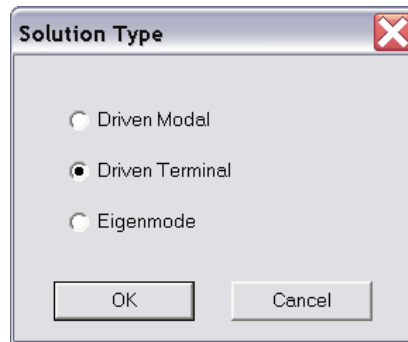 Solution Type
Driven Modal
Driven Terminal
Eigenmode
OK Cancel